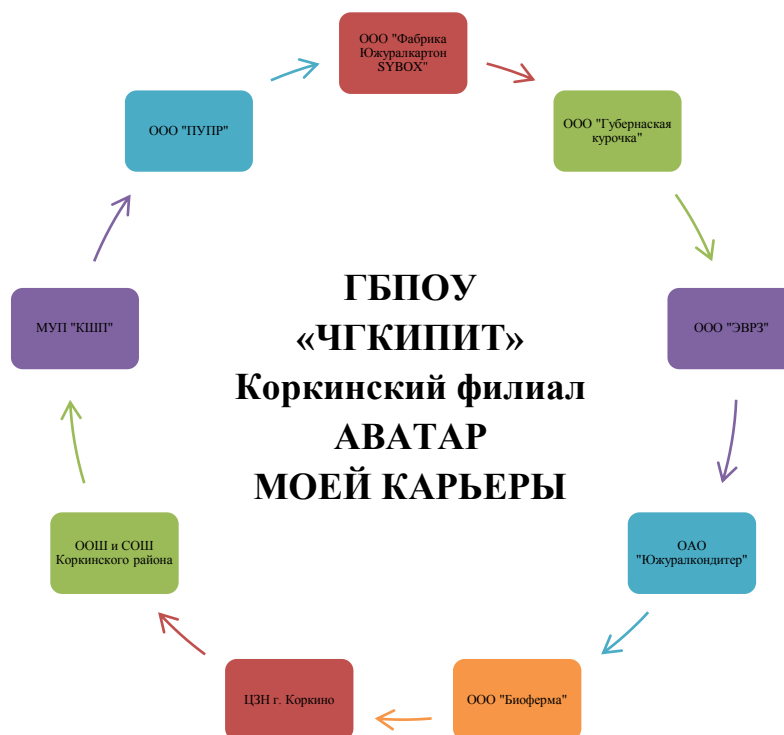 ООО "Фабрика
Южуралкартон
SYBOX"
ООО "Губернаская
курочка"
ООО "ЭВРЗ"
ОАО
"Южуралкондитер"
ООО "Биоферма"
ЦЗН г. Коркино
ООШ и СОШ
Коркинского района
МУП "КШП"
ООО "ПУПР"
ГБПОУ
«ЧГКИПИТ»
Коркинский филиал
АВАТАР
МОЕЙ КАРЬЕРЫ